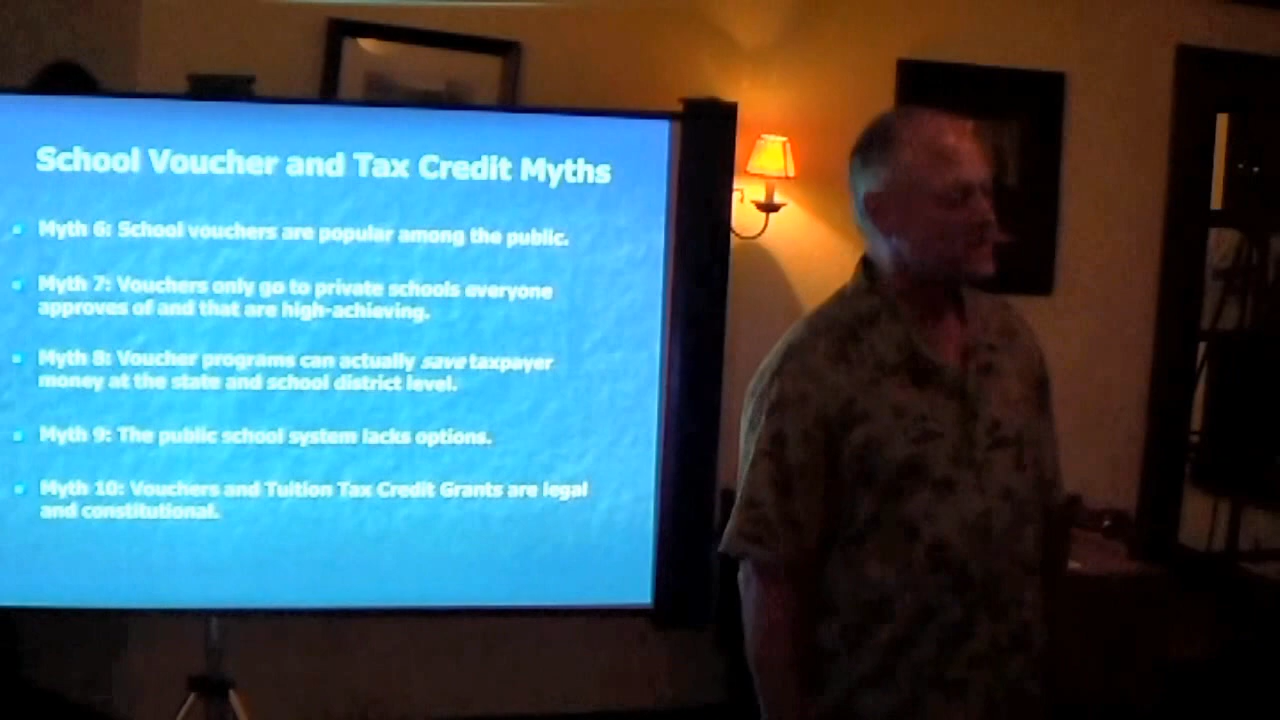 School Voucher and Tax Credit Myths
Myth 6: School vouchers are popular among the public.
Myth 7: Vouchers only go to private schools everyone
approves of and that are high-achieving.
Myth 8: Voucher programs can actually save taxpayer
money at the state and school district level.
Myth 9: The public school system lacks options.
Myth 10: Vouchers and Tuition Tax Credit Grants are legal
and constitutional.